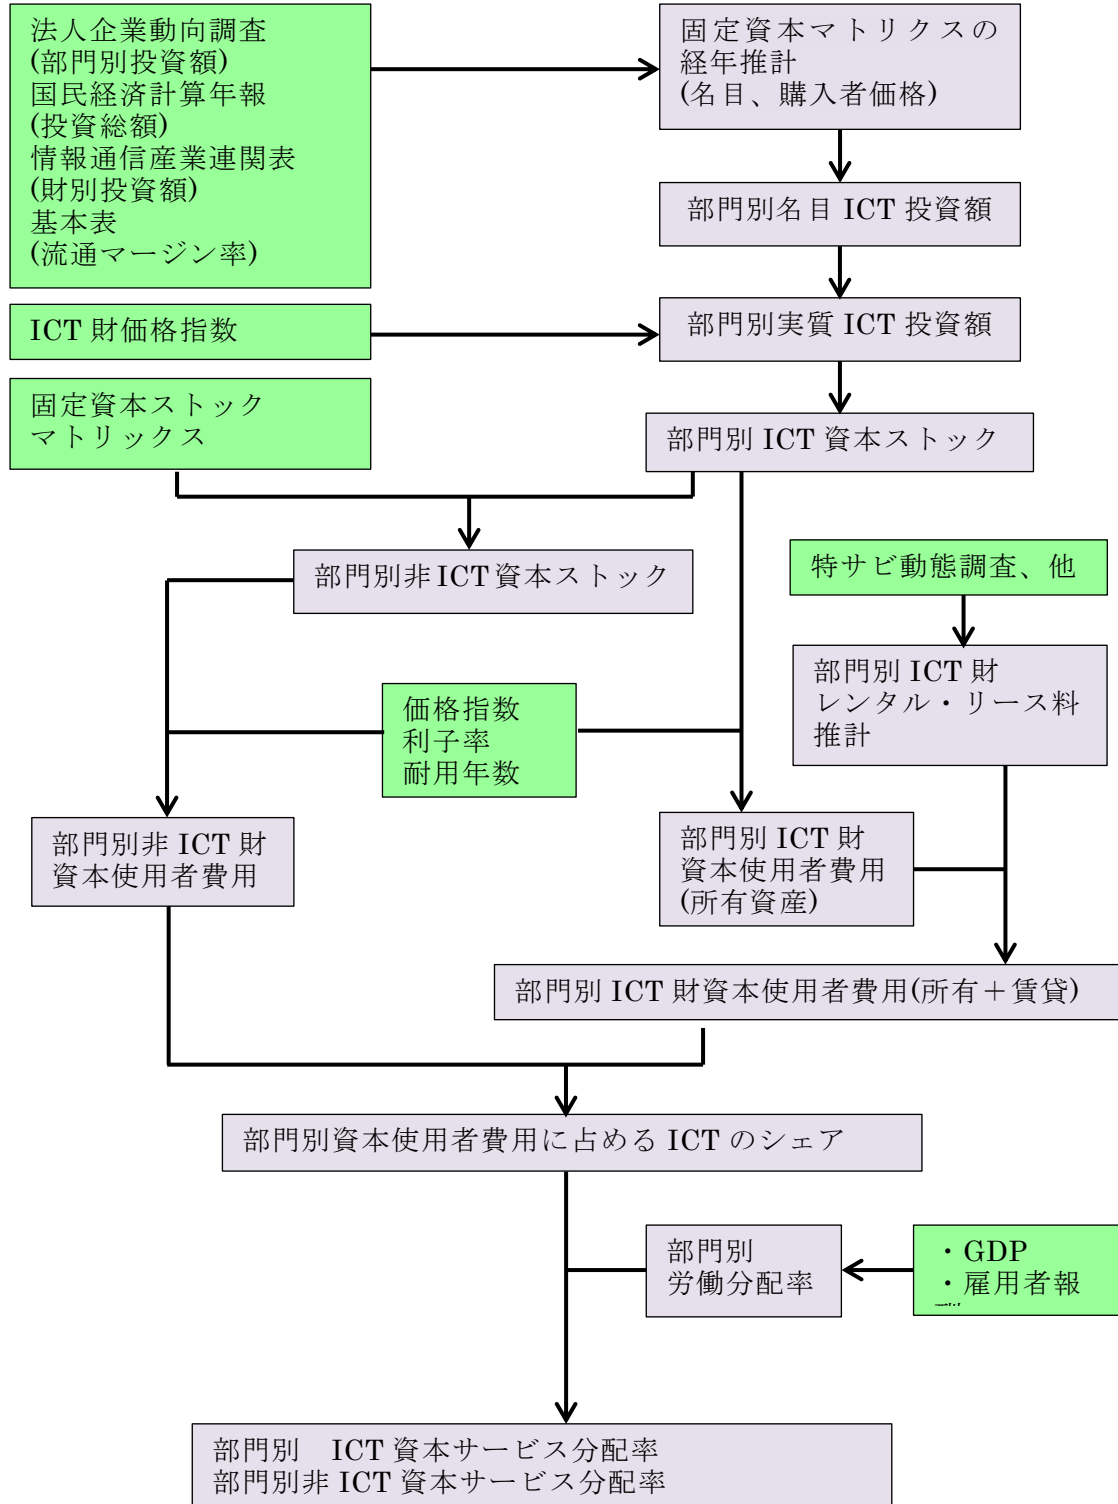 法人企業動向調査
(部門別投資額)
国民経済計算年報
(投資総額)
情報通信産業連関表
(財別投資額)
基本表
(流通マージン率)
固定資本マトリクスの
経年推計
(名目、購入者価格)
部門別名目 ICT 投資額
ICT 財価格指数
部門別実質 ICT 投資額
固定資本ストック
マトリックス
部門別 ICT 資本ストック
部門別非 ICT 資本ストック
特サビ動態調査、他
部門別 ICT 財
レンタル・リース料
推計
価格指数
利子率
耐用年数
部門別非 ICT 財
資本使用者費用
部門別 ICT 財
資本使用者費用
(所有資産)
部門別 ICT 財資本使用者費用(所有＋賃貸)
部門別資本使用者費用に占める ICT のシェア
部門別
労働分配率
・GDP
・雇用者報
部門別　ICT 資本サービス分配率
部門別非 ICT 資本サービス分配率